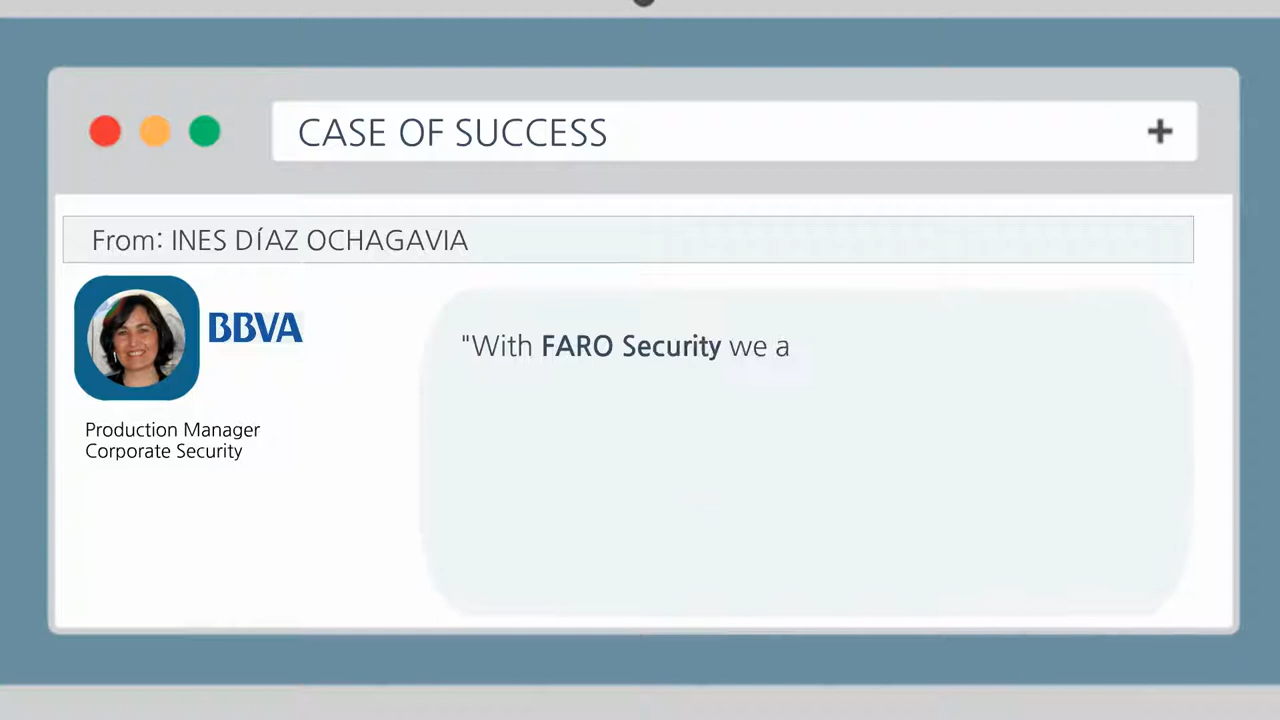 CASE OF SUCCESS
From: INES DÍAZ OCHAGAVIA
BBVA
"With FARO Security we a
Production Manager
Corporate Security